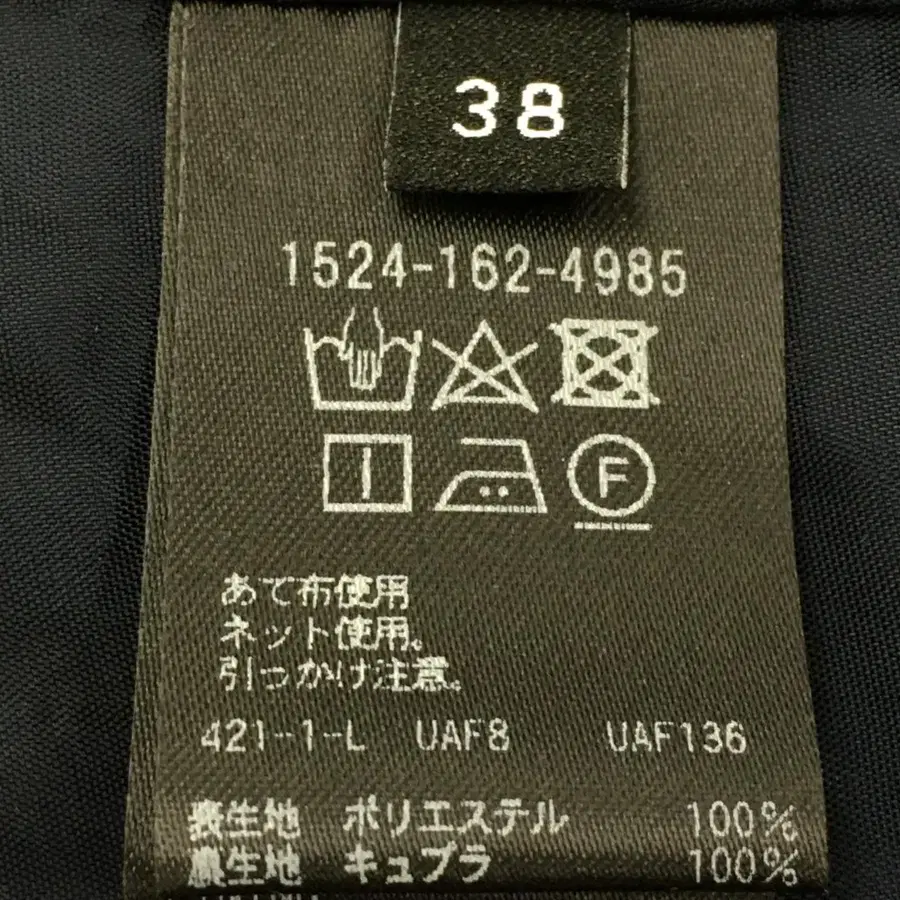 38
1524-162-4985
F
あて布使用
ネット使用。
引っかけ注意。
421-1-L UAF8 UAF136
表生地 ポリエステル 100%
裏生地 キュプラ 100%